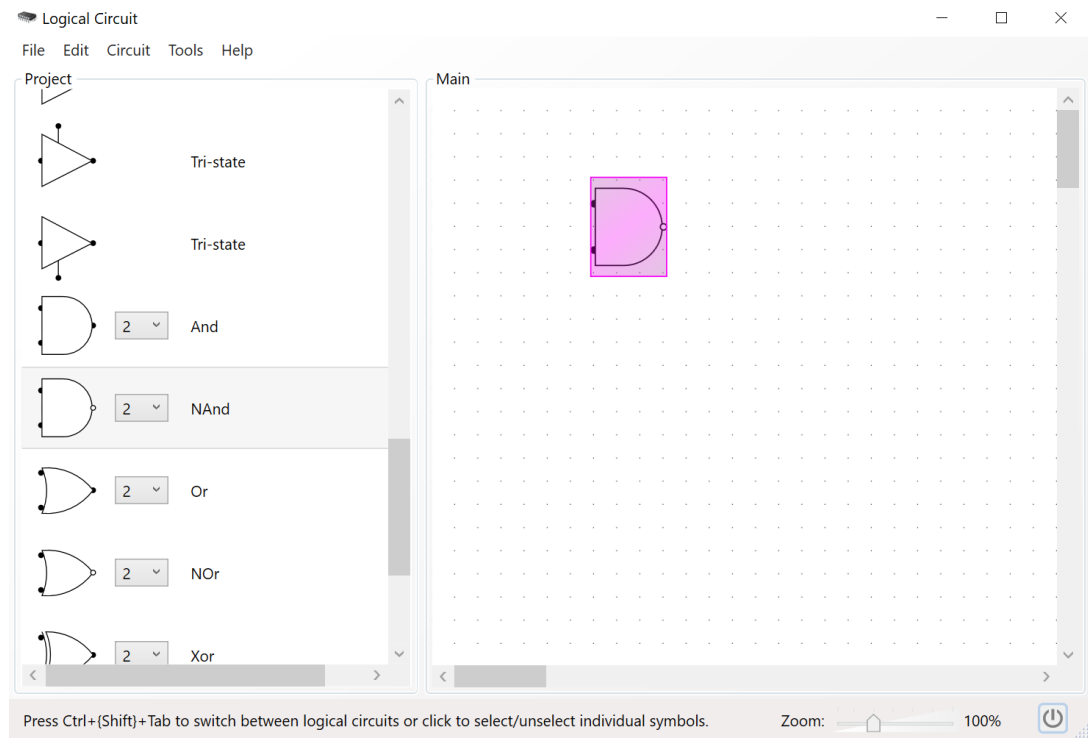 Logical Circuit
File Edit Circuit Tools Help
Project
Main
Tri-state
Tri-state
2 And
2 NAnd
2 Or
2 NOr
2 Xor
Press Ctrl+{Shift}+Tab to switch between logical circuits or click to select/unselect individual symbols. Zoom: 100%